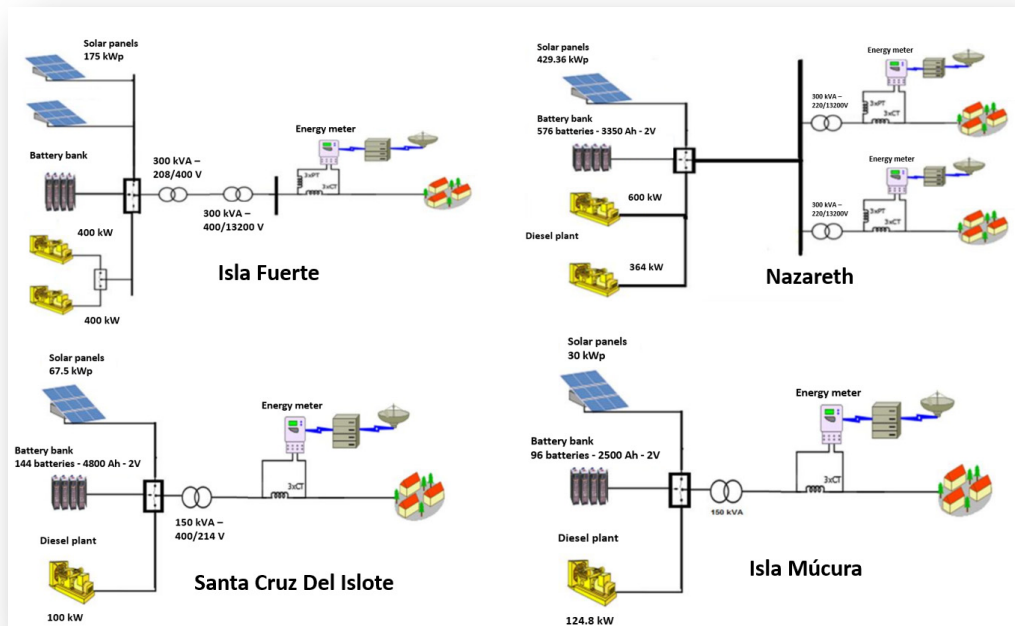 Solar panels
175 kWp
Battery bank
400 kW
400 kW
300 kVA –
208/400 V
300 kVA –
400/13200 V
Energy meter
3xPT
3xCT
Isla Fuerte
Solar panels
429.36 kWp
Battery bank
576 batteries - 3350 Ah - 2V
600 kW
Diesel plant
364 kW
Energy meter
300 kVA –
220/13200V
3xPT
3xCT
Energy meter
300 kVA –
220/13200V
3xPT
3xCT
Nazareth
Solar panels
67.5 kWp
Battery bank
144 batteries - 4800 Ah - 2V
Diesel plant
100 kW
150 kVA –
400/214 V
Energy meter
3xCT
Santa Cruz Del Islote
Solar panels
30 kWp
Battery bank
96 batteries - 2500 Ah - 2V
Diesel plant
124.8 kW
150 kVA
Energy meter
3xCT
Isla Múcura